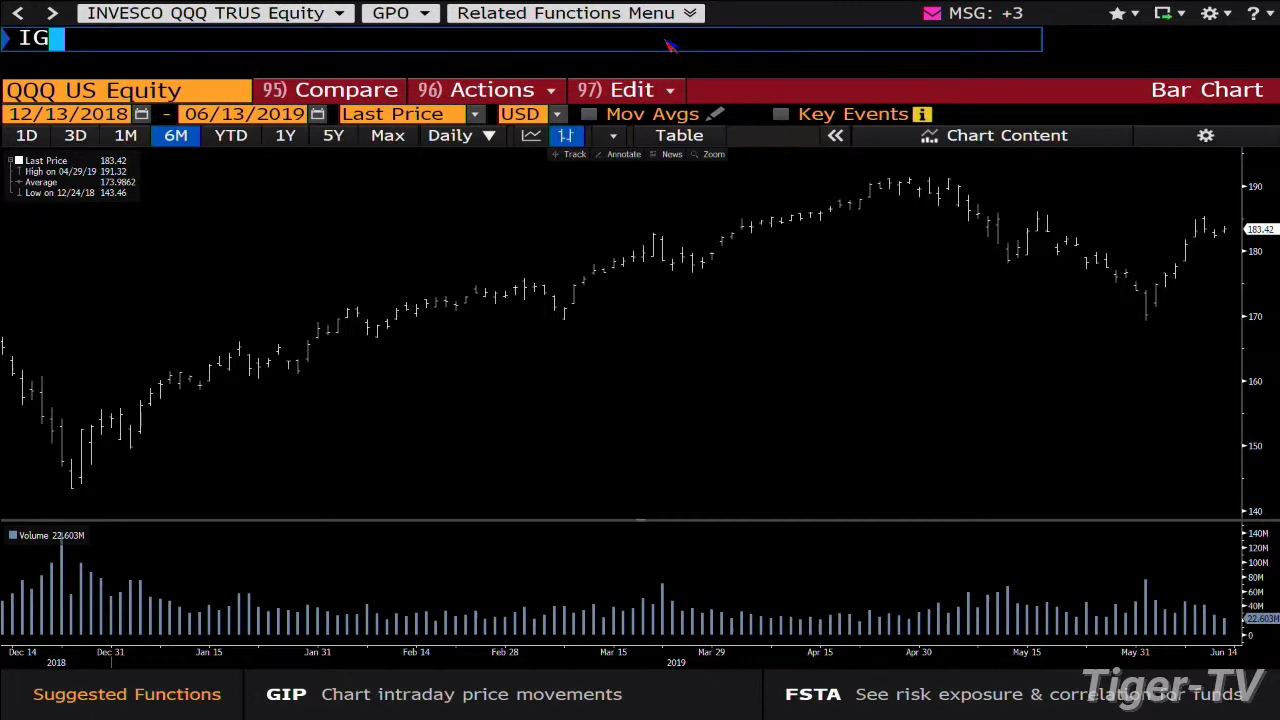 INVESCO QQQ TRUS Equity GPO Related Functions Menu MSG: +3 ?
IG
QQQ US Equity 95) Compare 96) Actions 97) Edit Bar Chart
12/13/2018 - 06/13/2019 Last Price USD Mov Avgs Key Events i
1D 3D 1M 6M YTD 1Y 5Y Max Daily Table Chart Content
Track Annotate News Zoom
Last Price 183.42
High on 04/29/19 191.32
Average 173.9862
Low on 12/24/18 143.46
190
183.42
180
170
160
150
140
Volume 22.603M
140M
120M
100M
80M
60M
40M
22.603M
0
Dec 14 Dec 31 Jan 15 Jan 31 Feb 14 Feb 28 Mar 15 Mar 29 Apr 15 Apr 30 May 15 May 31 Jun 14
2018 2019
Suggested Functions GIP Chart intraday price movements FSTA See risk exposure & correlation for funds
Tiger-TV